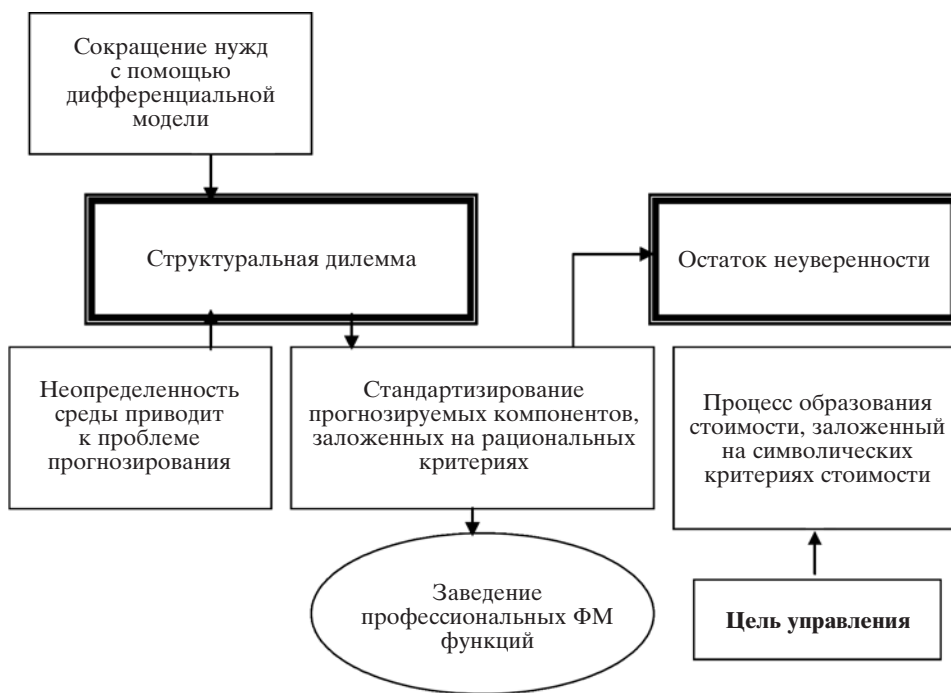 Сокращение нужд
с помощью
дифференциальной
модели
Структуральная дилемма
Остаток неуверенности
Неопределенность
среды приводит
к проблеме
прогнозирования
Стандартизирование
прогнозируемых компонентов,
заложенных на рациональных
критериях
Процесс образования
стоимости, заложенный
на символических
критериях стоимости
Заведение
профессиональных ФМ
функций
Цель управления